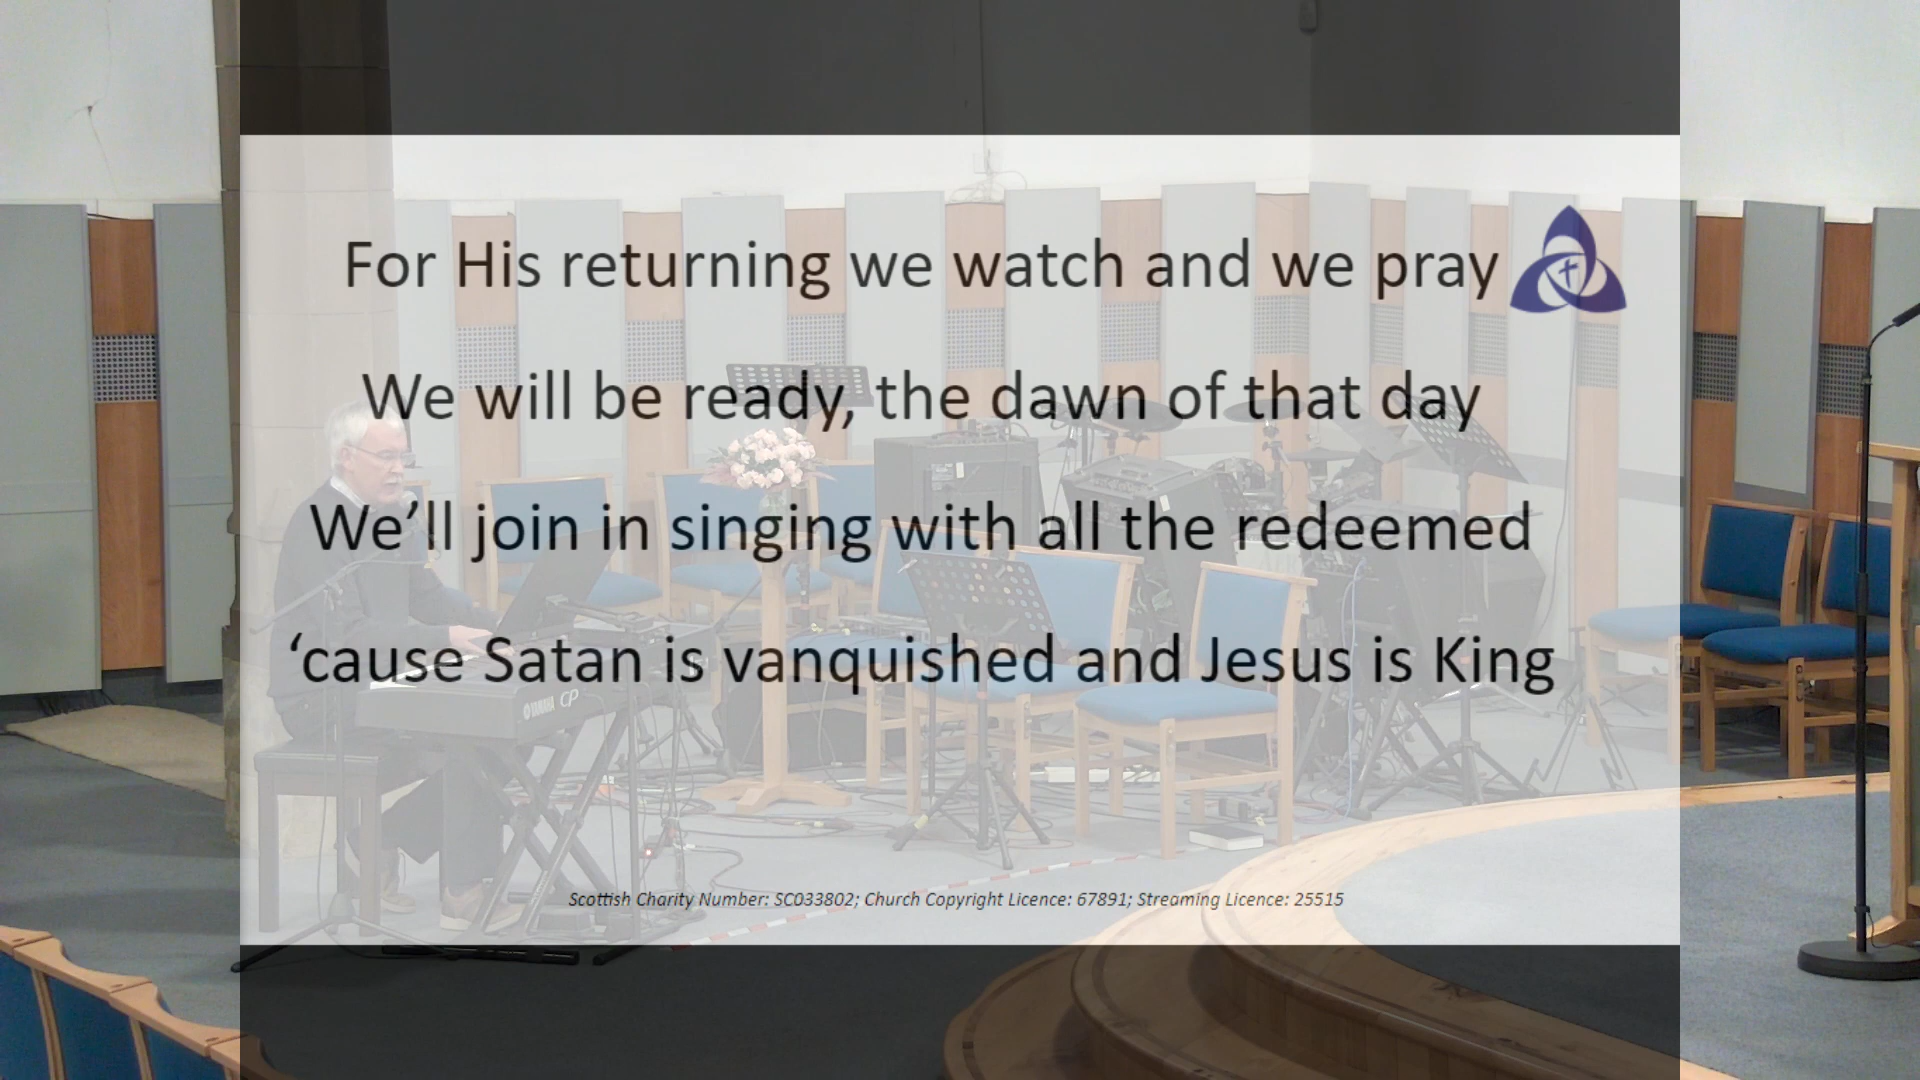 For His returning we watch and we pray
We will be ready, the dawn of that day
We’ll join in singing with all the redeemed
‘cause Satan is vanquished and Jesus is King
YAMAHA CP
Scottish Charity Number: SC033802; Church Copyright Licence: 67891; Streaming Licence: 25515